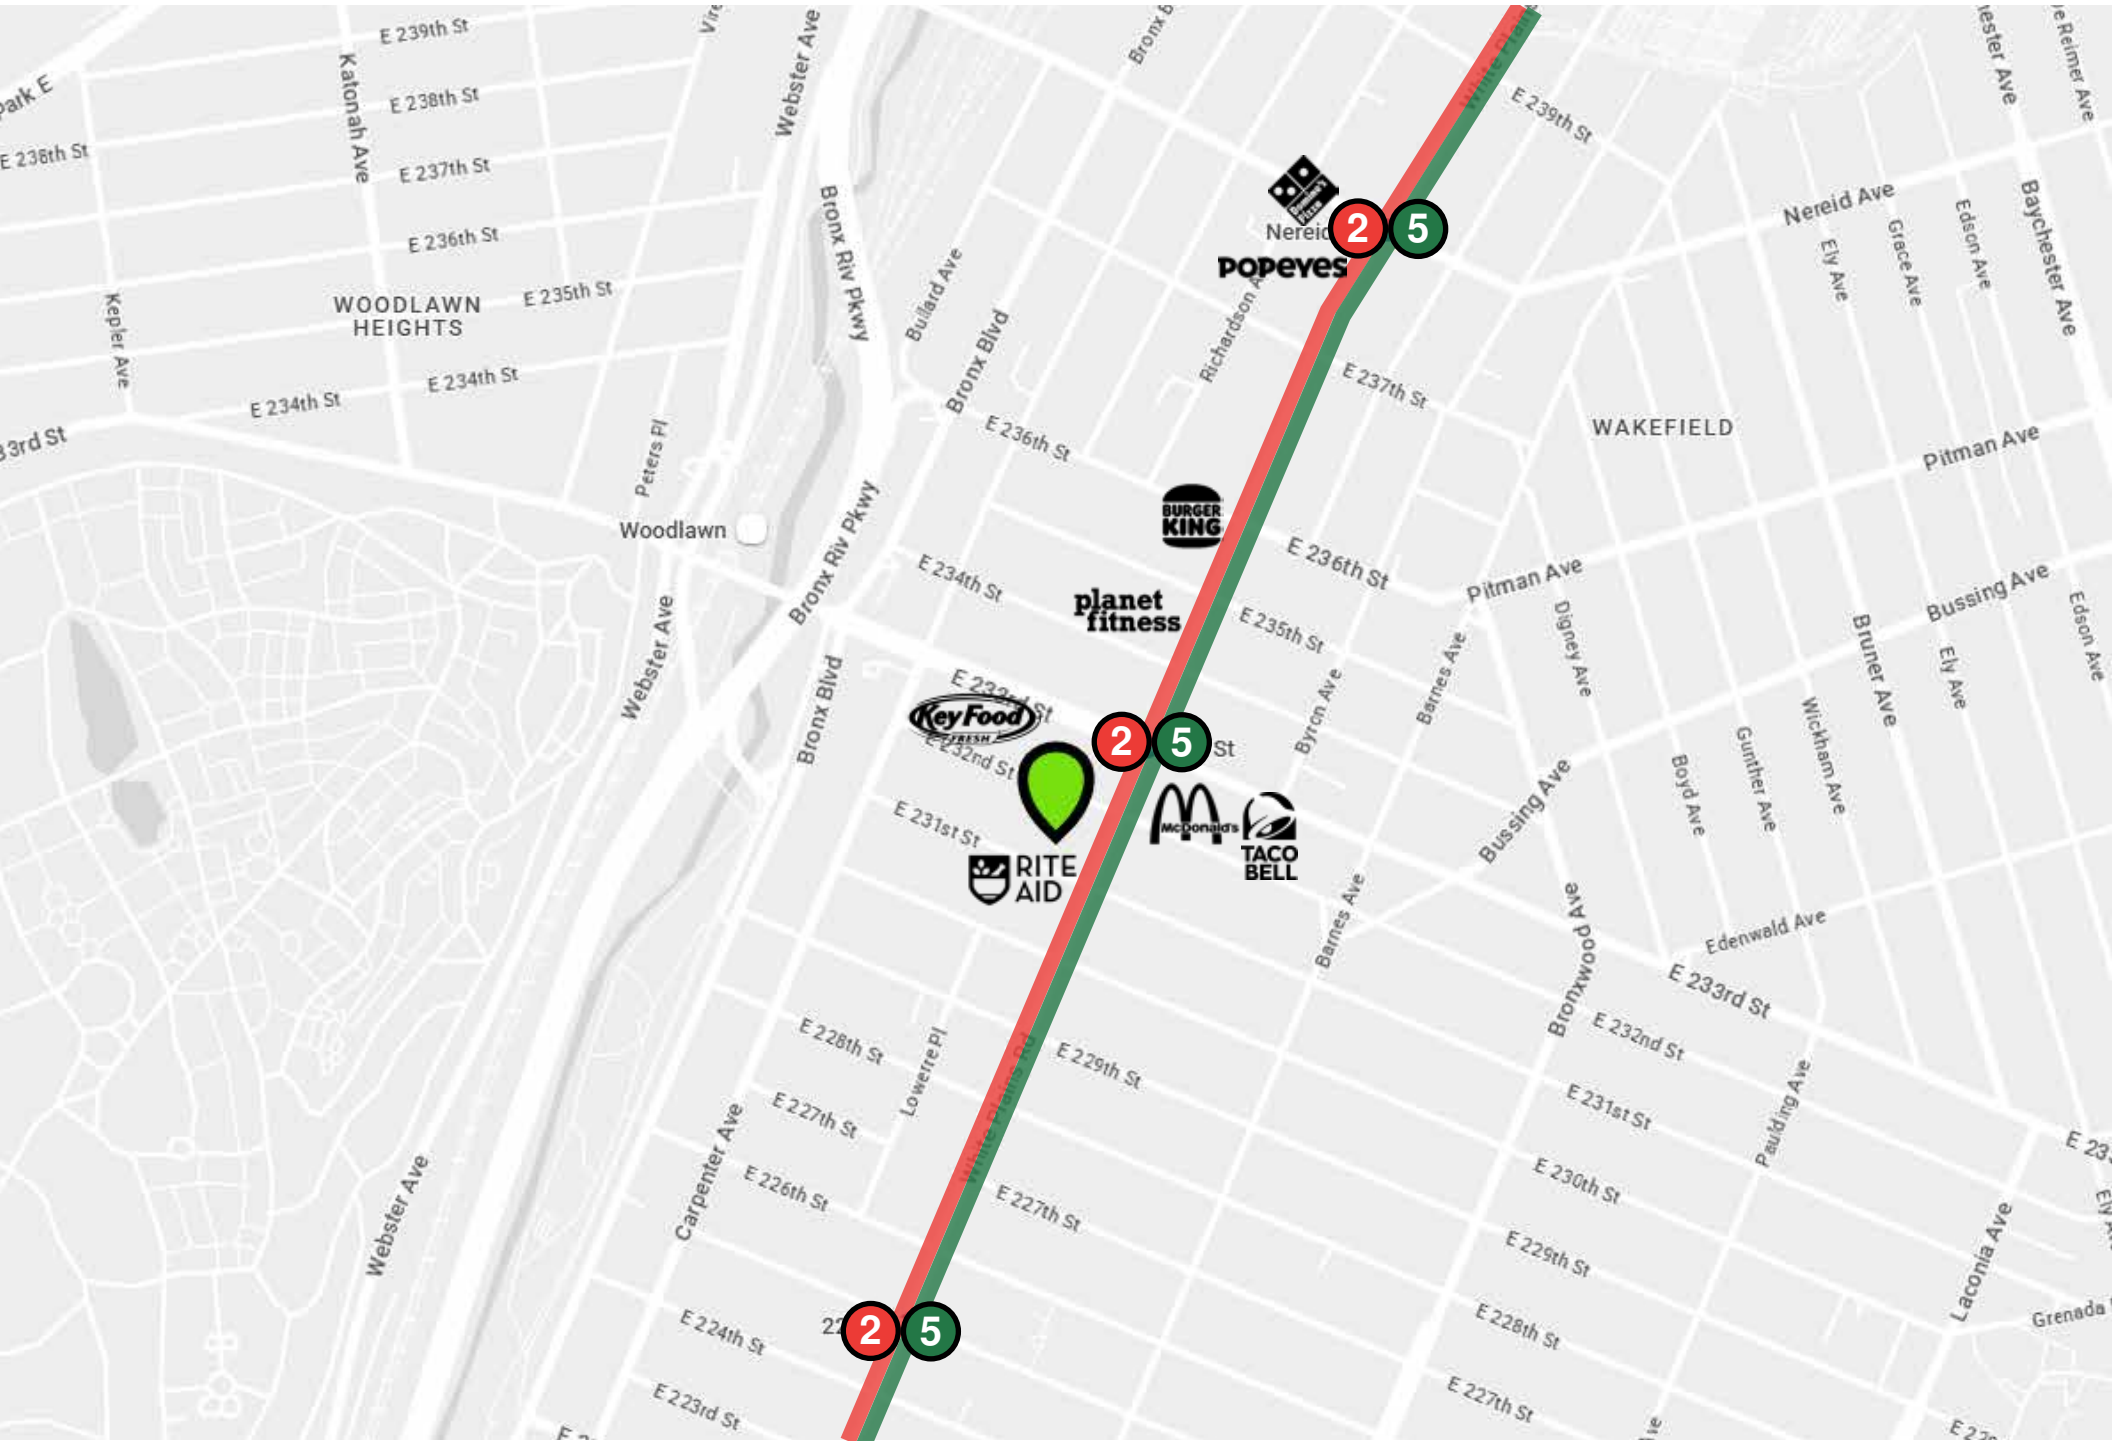 E 239th St
Katonah Ave
Webster Ave
E 238th St
E 238th St
E 237th St
E 236th St
E 235th St
WOODLAWN
HEIGHTS
Kepler Ave
E 234th St
E 234th St
Peters Pl
Woodlawn
Bronx Riv Pkwy
Bullard Ave
Bronx Blvd
E 239th St
Domino's
Pizza
2
5
POPEYES
Nereid Ave
Edson Ave
Grace Ave
Ely Ave
Baychester Ave
E 237th St
WAKEFIELD
Pitman Ave
E 236th St
BURGER
KING
E 236th St
Pitman Ave
Bussing Ave
E 234th St
planet
fitness
E 235th St
Bronx Riv Pkwy
Webster Ave
Bronx Blvd
Byron Ave
Barnes Ave
Digney Ave
Bruner Ave
Ely Ave
Edson Ave
Key Food
FRESH
E 232nd St
2
5
St
Wickham Ave
Gunther Ave
Boyd Ave
Bussing Ave
E 231st St
McDonald's
TACO
BELL
RITE
AID
Barnes Ave
Bronxwood Ave
Edenwald Ave
E 233rd St
E 232nd St
E 228th St
Lowerre Pl
White Plains Rd
E 229th St
E 231st St
Paulding Ave
E 227th St
Carpenter Ave
E 226th St
E 227th St
E 230th St
Webster Ave
E 229th St
Laconia Ave
2
5
E 224th St
E 228th St
E 223rd St
E 227th St